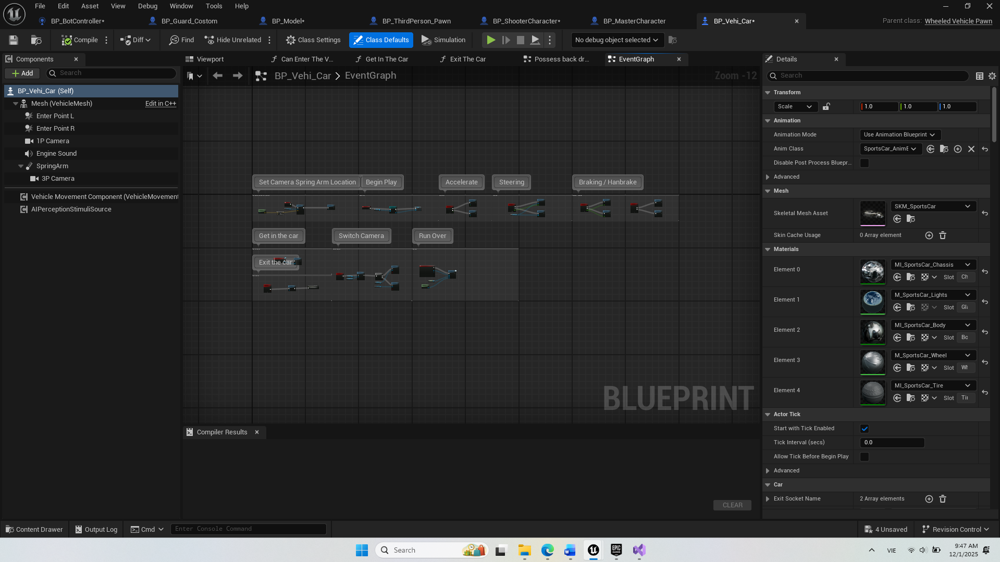 File Edit Asset View Debug Window Tools Help
BP_BotController*
BP_Guard_Costom
BP_Model*
BP_ThirdPerson_Pawn
BP_ShooterCharacter*
BP_MasterCharacter
BP_Vehi_Car*
Parent class: Wheeled Vehicle Pawn
Compile
Diff
Find
Hide Unrelated
Class Settings
Class Defaults
Simulation
No debug object selected
Components
Add
Search
BP_Vehi_Car (Self)
Mesh (VehicleMesh) Edit in C++
Enter Point L
Enter Point R
1P Camera
Engine Sound
SpringArm
3P Camera
Vehicle Movement Component (VehicleMovement
AIPerceptionStimuliSource
Viewport
Can Enter The V...
Get In The Car
Exit The Car
Possess back dr...
EventGraph
BP_Vehi_Car > EventGraph
Zoom -12
Set Camera Spring Arm Location
Begin Play
Accelerate
Steering
Braking / Hanbrake
Get in the car
Switch Camera
Run Over
Exit the car
BLUEPRINT
Compiler Results
CLEAR
Details
Search
Transform
Scale 1.0 1.0 1.0
Animation
Animation Mode Use Animation Blueprint
Anim Class SportsCar_AnimE
Disable Post Process Bluepr...
Advanced
Mesh
Skeletal Mesh Asset SKM_SportsCar
Skin Cache Usage 0 Array element
Materials
Element 0 MI_SportsCar_Chassis
Slot Ch
Element 1 M_SportsCar_Lights
Slot Gl
Element 2 MI_SportsCar_Body
Slot Bo
Element 3 M_SportsCar_Wheel
Slot Wh
Element 4 MI_SportsCar_Tire
Slot Tir
Actor Tick
Start with Tick Enabled
Tick Interval (secs) 0.0
Allow Tick Before Begin Play
Advanced
Car
Exit Socket Name 2 Array elements
Content Drawer
Output Log
Cmd
Enter Console Command
4 Unsaved
Revision Control
Search
EPIC GAMES
VIE
9:47 AM
12/1/2025